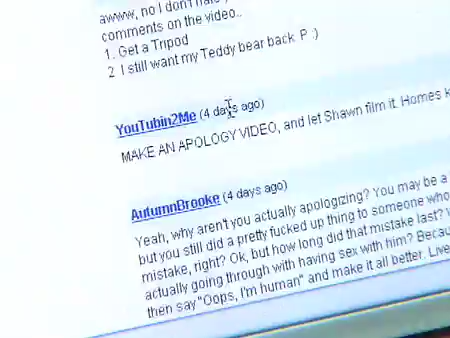 awww, no I don't hate
comments on the video..
1. Get a Tripod
2 I still want my Teddy bear back P :)
YouTubin2Me (4 days ago)
MAKE AN APOLOGY VIDEO, and let Shawn film it. Homes k
AutumnBrooke (4 days ago)
Yeah, why aren't you actually apologizing? You may be a
but you still did a pretty fucked up thing to someone who
mistake, right? Ok, but how long did that mistake last? W
actually going through with having sex with him? Becau
then say "Oops, I'm human" and make it all better. Live